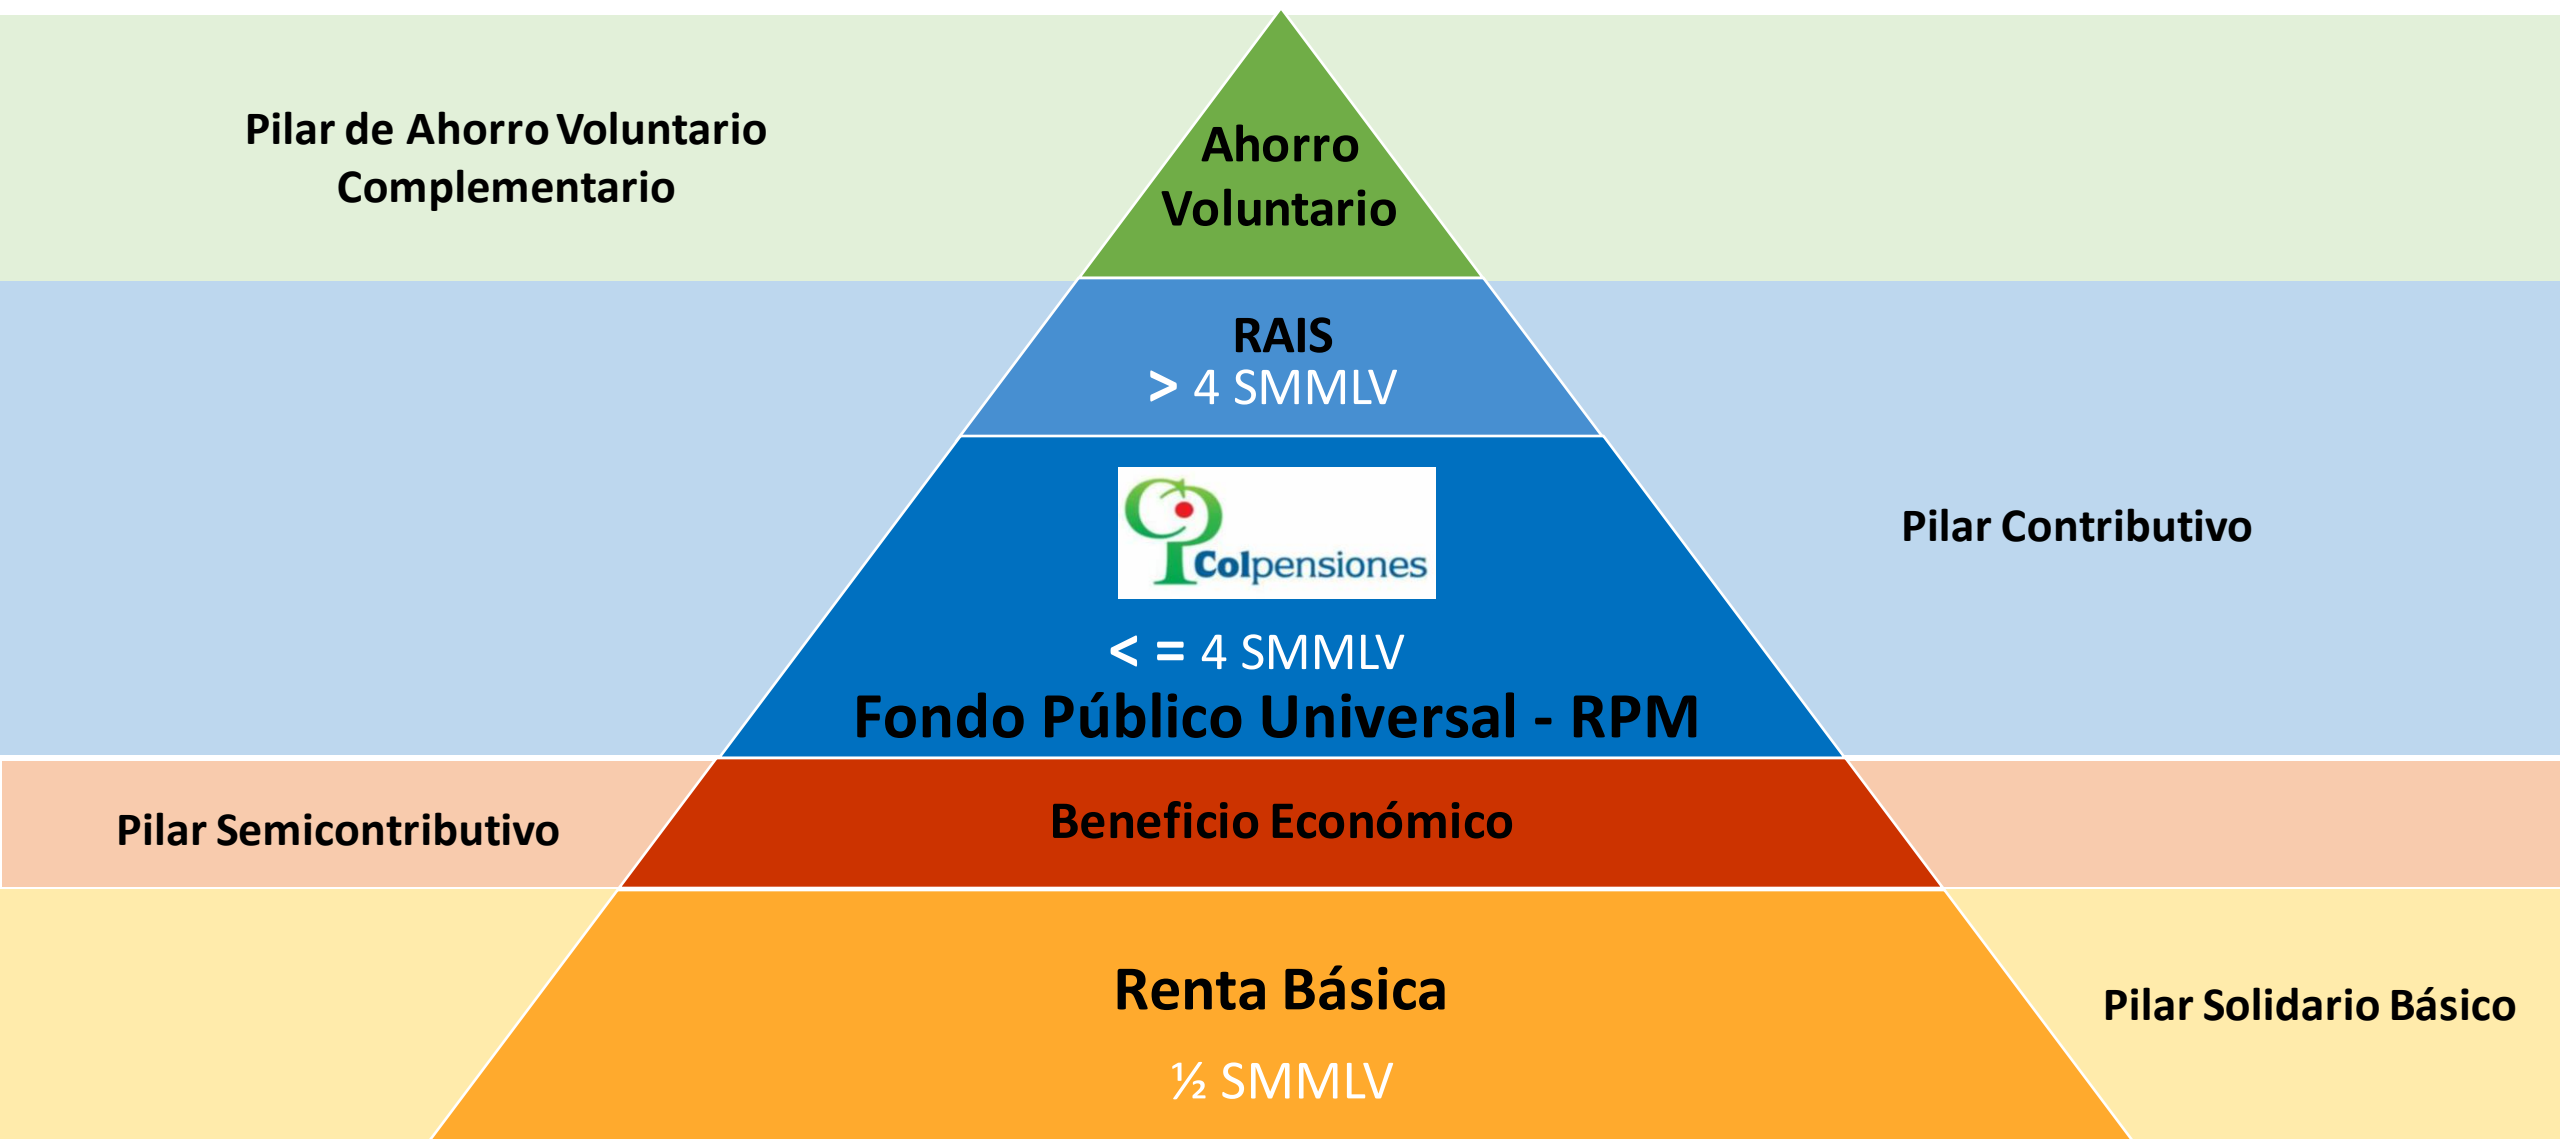 Pilar de Ahorro Voluntario
Complementario
Ahorro
Voluntario
RAIS
> 4 SMMLV
Colpensiones
< = 4 SMMLV
Fondo Público Universal - RPM
Pilar Contributivo
Pilar Semicontributivo
Beneficio Económico
Renta Básica
½ SMMLV
Pilar Solidario Básico